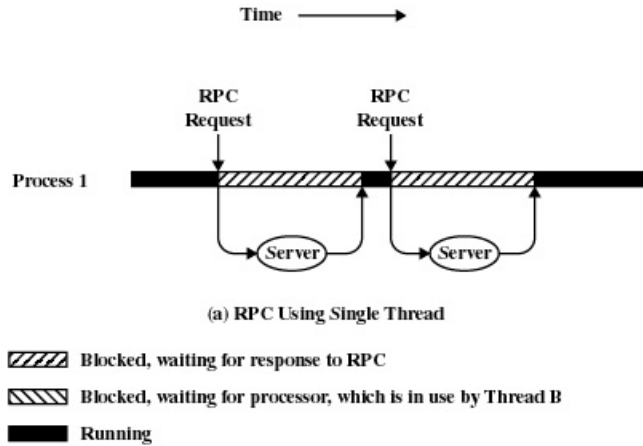 Time
RPC
Request
RPC
Request
Process 1
Server
Server
(a) RPC Using Single Thread
Blocked, waiting for response to RPC
Blocked, waiting for processor, which is in use by Thread B
Running